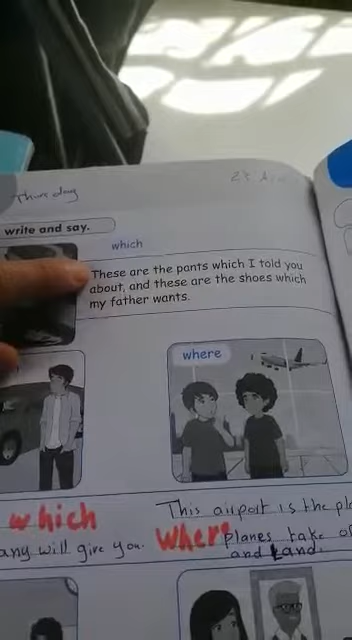 Thursday
write and say.
which
These are the pants which I told you
about, and these are the shoes which
my father wants.
where
which
This airport is the pla
any will give you. where planes take of
and Land.